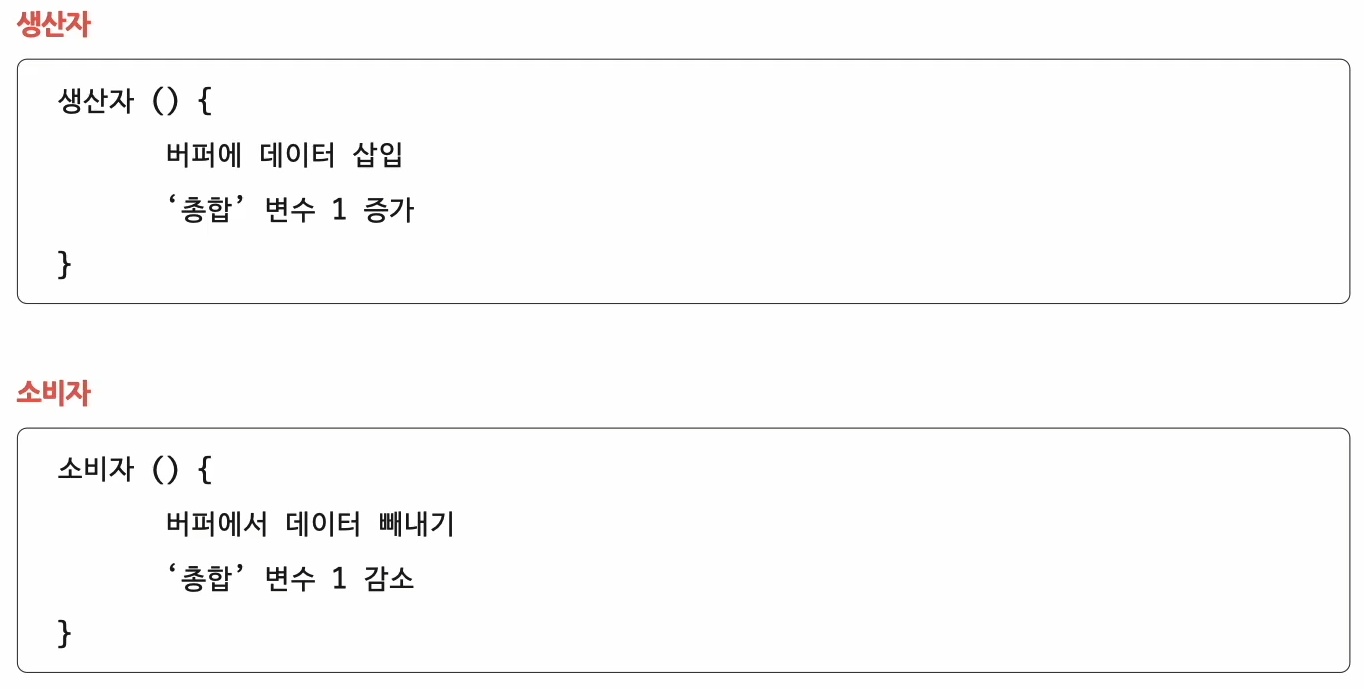 생산자
생산자 () {
버퍼에 데이터 삽입
‘총합’ 변수 1 증가
}
소비자
소비자 () {
버퍼에서 데이터 빼내기
‘총합’ 변수 1 감소
}